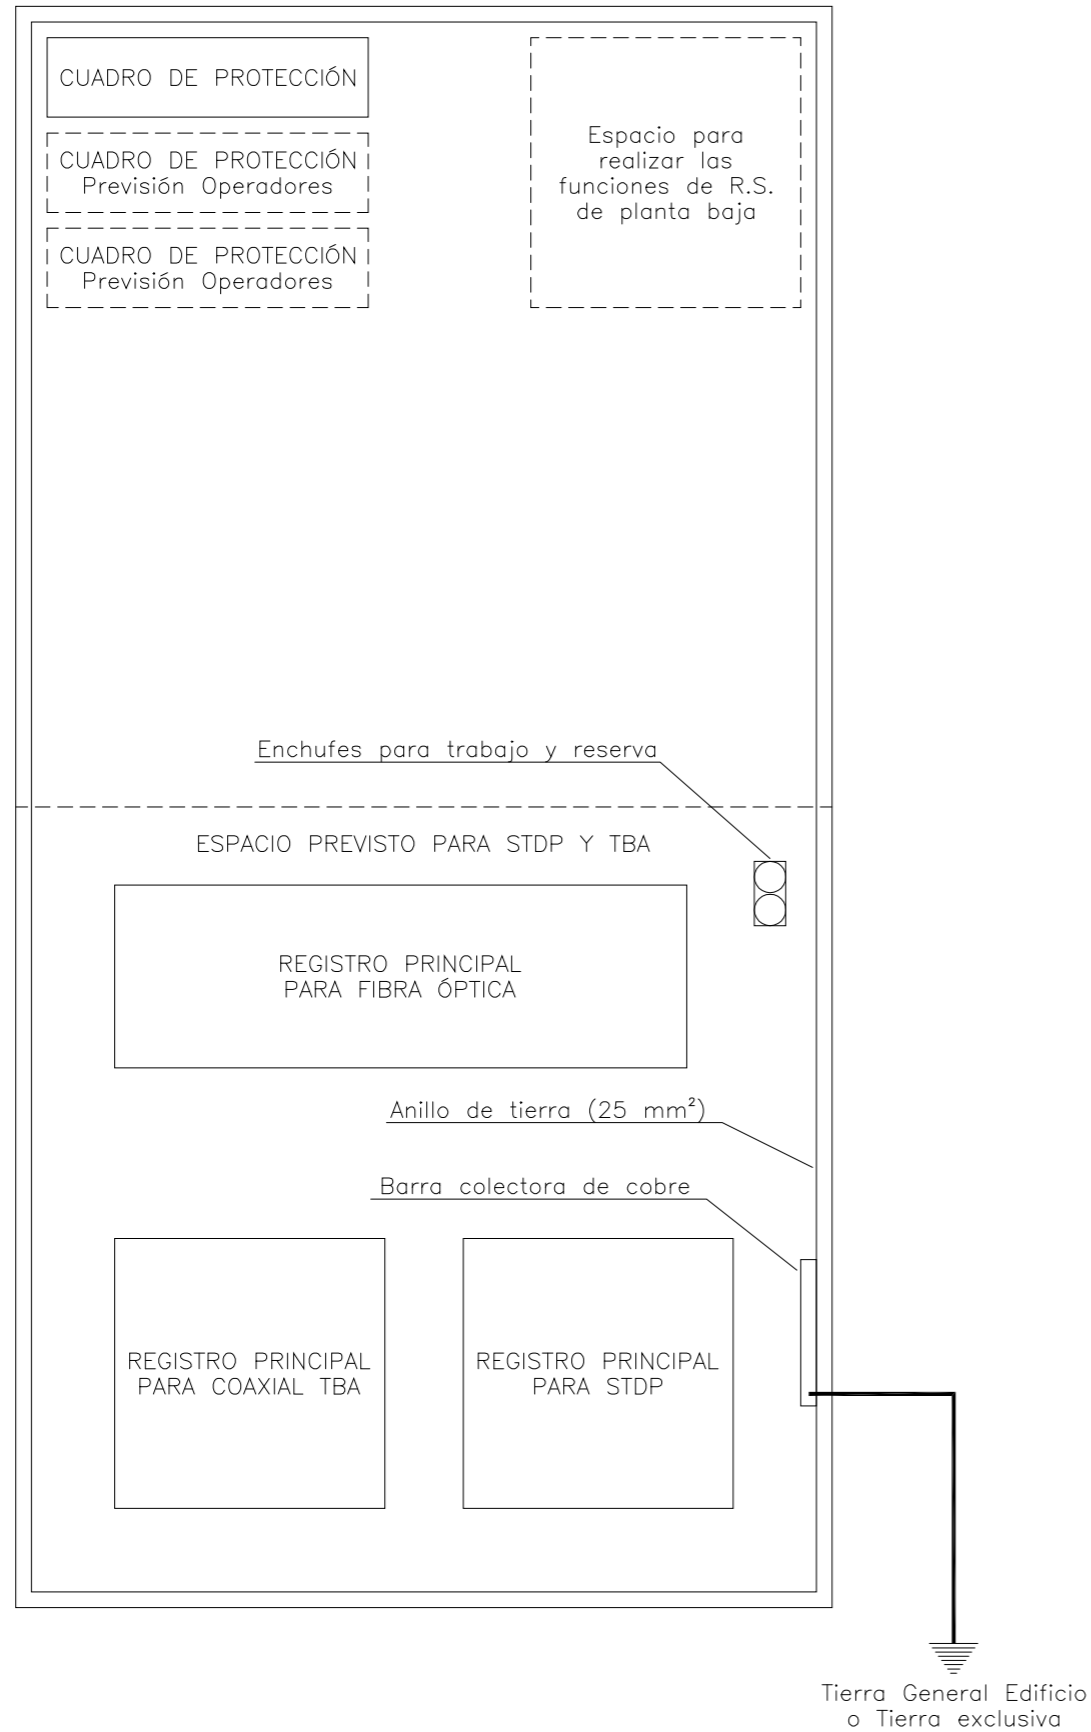 CUADRO DE PROTECCIÓN
CUADRO DE PROTECCIÓN
Previsión Operadores
CUADRO DE PROTECCIÓN
Previsión Operadores
Espacio para
realizar las
funciones de R.S.
de planta baja
Enchufes para trabajo y reserva
ESPACIO PREVISTO PARA STDP Y TBA
REGISTRO PRINCIPAL
PARA FIBRA ÓPTICA
Anillo de tierra (25 mm²)
Barra colectora de cobre
REGISTRO PRINCIPAL
PARA COAXIAL TBA
REGISTRO PRINCIPAL
PARA STDP
Tierra General Edificio
o Tierra exclusiva